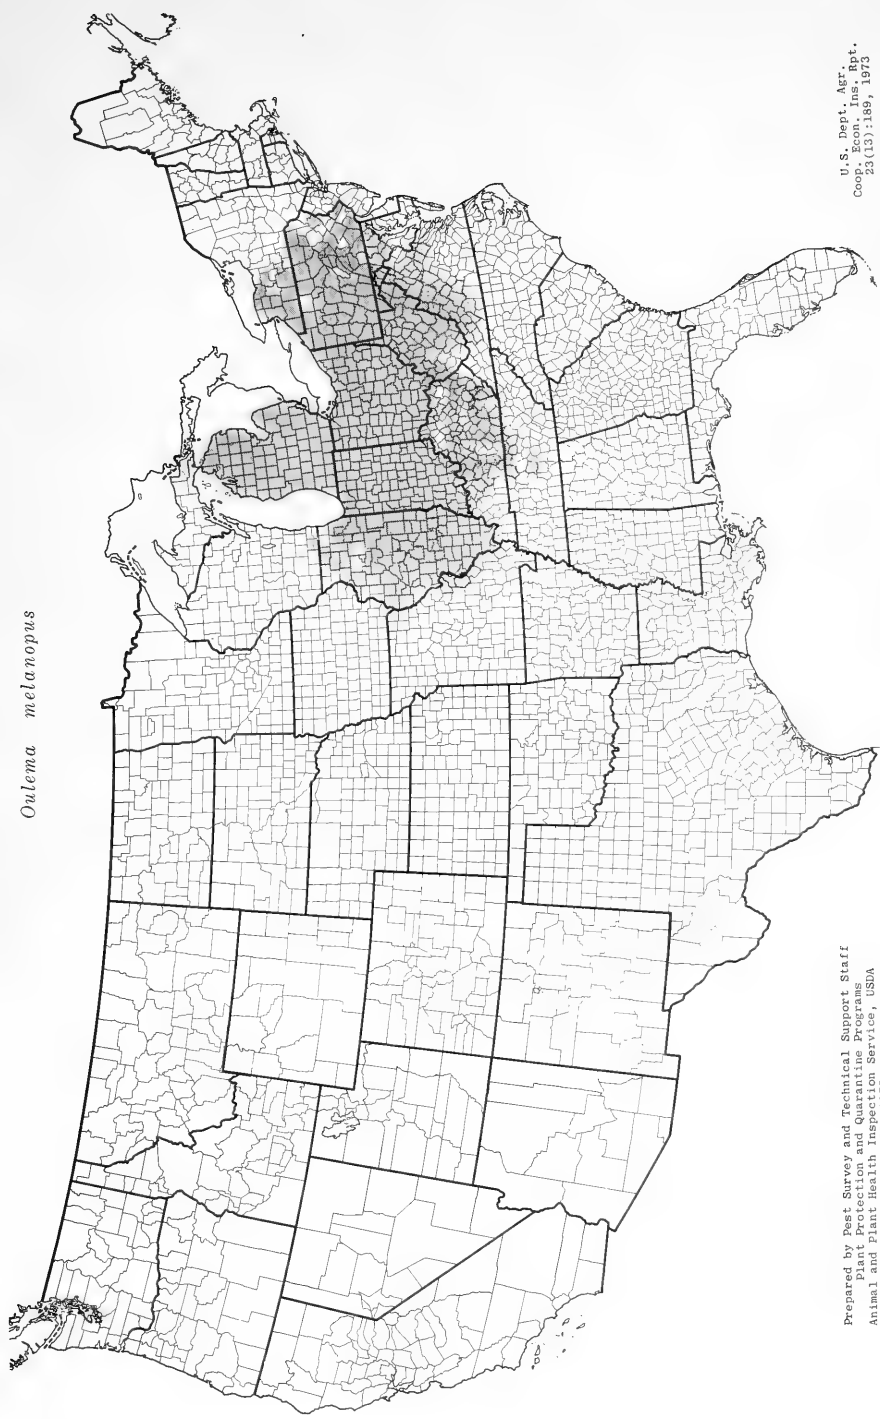 Oulema melanopus
Prepared by Pest Survey and Technical Support Staff
Plant Protection and Quarantine Programs
Animal and Plant Health Inspection Service, USDA
U.S. Dept. Agr.
Coop. Econ. Ins. Rpt.
23(13):189, 1973